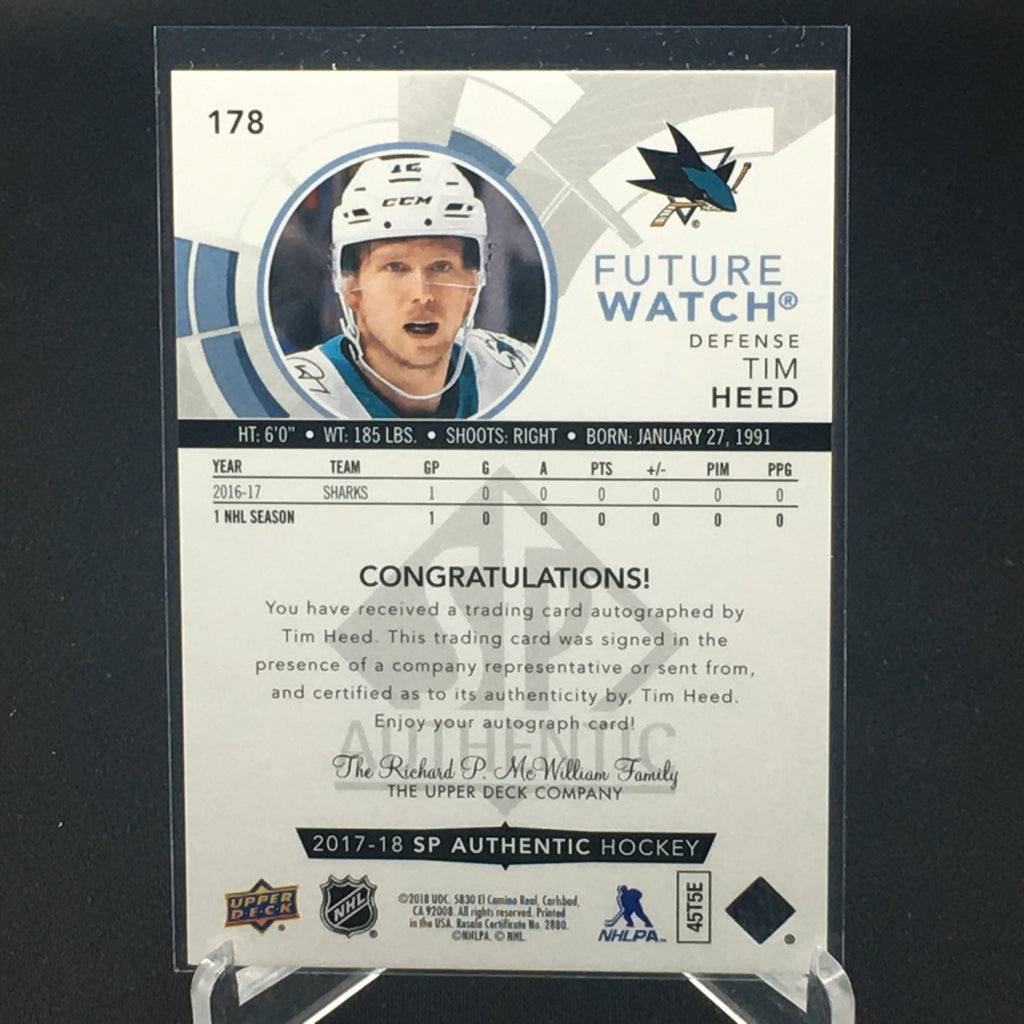 178
CCM
FUTURE
WATCH®
DEFENSE
TIM
HEED
HT: 6'0" • WT: 185 LBS. • SHOOTS: RIGHT • BORN: JANUARY 27, 1991
YEAR TEAM GP G A PTS +/- PIM PPG
2016-17 SHARKS 1 0 0 0 0 0 0
1 NHL SEASON 1 0 0 0 0 0 0
SP
AUTHENTIC
CONGRATULATIONS!
You have received a trading card autographed by
Tim Heed. This trading card was signed in the
presence of a company representative or sent from,
and certified as to its authenticity by, Tim Heed.
Enjoy your autograph card!
The Richard P. McWilliam Family
THE UPPER DECK COMPANY
2017-18 SP AUTHENTIC HOCKEY
UPPER
DECK
NHL
©2018 UDC. 5830 El Camino Real, Carlsbad,
CA 92008. All rights reserved. Printed
in the USA. Resale Certificate No. 2880.
©NHLPA. © NHL.
NHLPA
45T5E